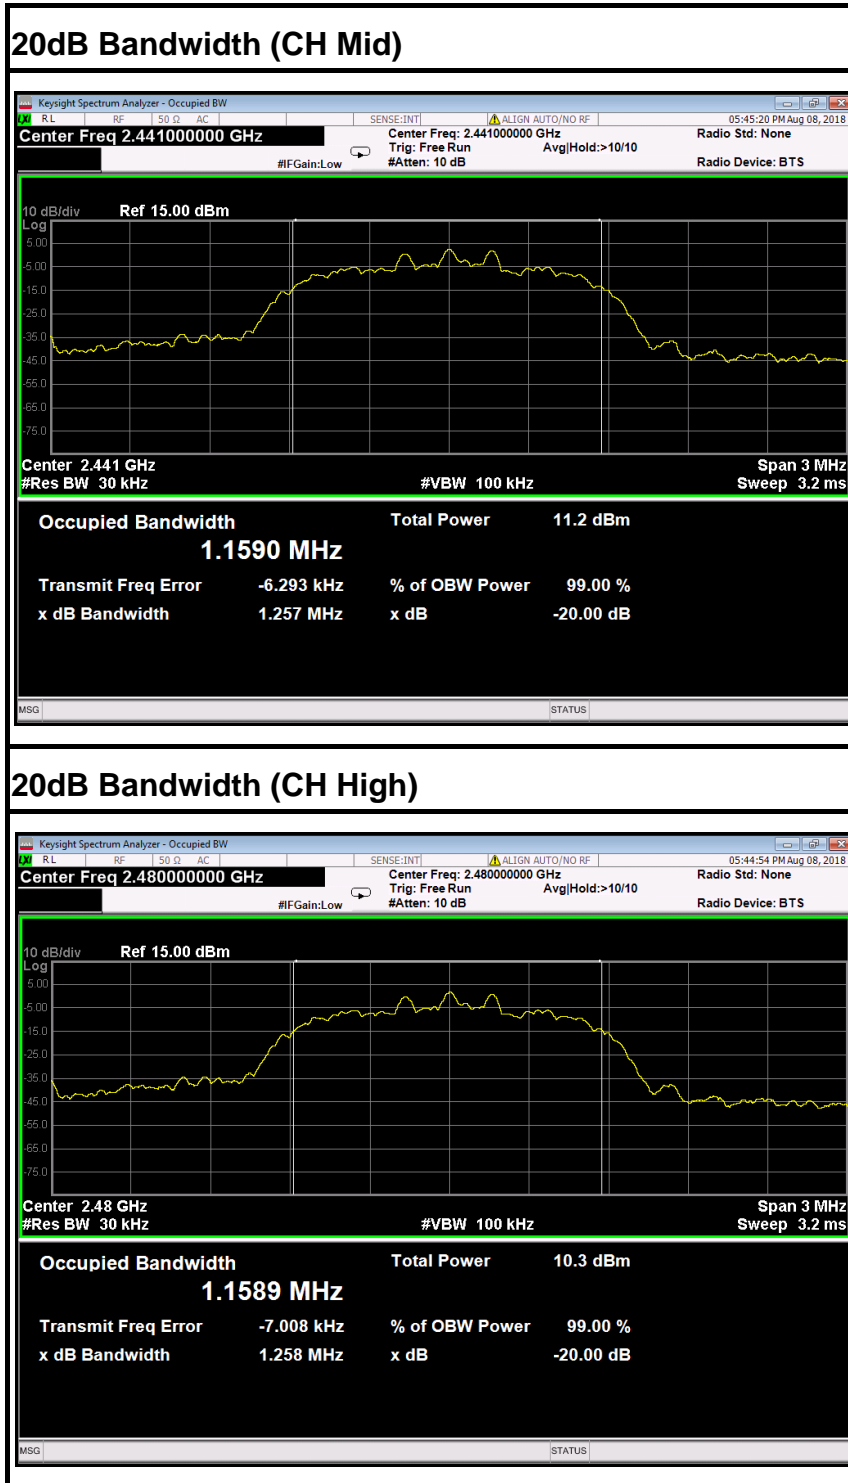 20dB Bandwidth (CH Mid)
Keysight Spectrum Analyzer - Occupied BW
LXI RL RF 50 Ω AC SENSE:INT ALIGN AUTO/NO RF 05:45:20 PM Aug 08, 2018
Center Freq 2.441000000 GHz Center Freq: 2.441000000 GHz Radio Std: None
Trig: Free Run Avg|Hold:>10/10
#IFGain:Low #Atten: 10 dB Radio Device: BTS
10 dB/div Ref 15.00 dBm
Log
5.00
-5.00
-15.0
-25.0
-35.0
-45.0
-55.0
-65.0
-75.0
Center 2.441 GHz Span 3 MHz
#Res BW 30 kHz #VBW 100 kHz Sweep 3.2 ms
Occupied Bandwidth Total Power 11.2 dBm
1.1590 MHz
Transmit Freq Error -6.293 kHz % of OBW Power 99.00 %
x dB Bandwidth 1.257 MHz x dB -20.00 dB
MSG STATUS
20dB Bandwidth (CH High)
Keysight Spectrum Analyzer - Occupied BW
LXI RL RF 50 Ω AC SENSE:INT ALIGN AUTO/NO RF 05:44:54 PM Aug 08, 2018
Center Freq 2.480000000 GHz Center Freq: 2.480000000 GHz Radio Std: None
Trig: Free Run Avg|Hold:>10/10
#IFGain:Low #Atten: 10 dB Radio Device: BTS
10 dB/div Ref 15.00 dBm
Log
5.00
-5.00
-15.0
-25.0
-35.0
-45.0
-55.0
-65.0
-75.0
Center 2.48 GHz Span 3 MHz
#Res BW 30 kHz #VBW 100 kHz Sweep 3.2 ms
Occupied Bandwidth Total Power 10.3 dBm
1.1589 MHz
Transmit Freq Error -7.008 kHz % of OBW Power 99.00 %
x dB Bandwidth 1.258 MHz x dB -20.00 dB
MSG STATUS